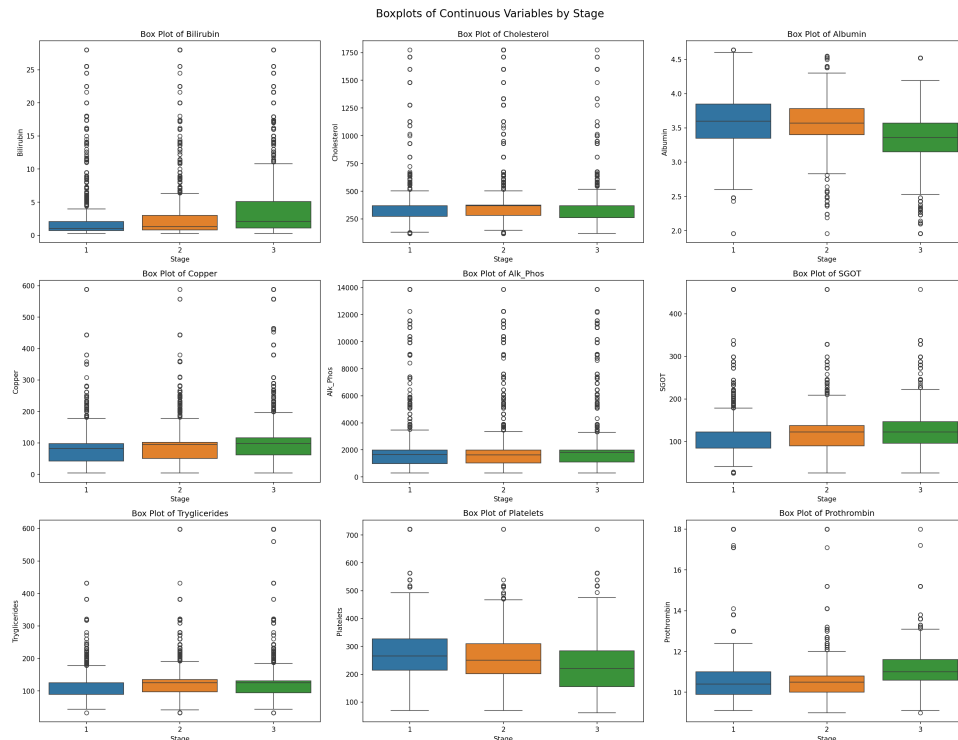 Boxplots of Continuous Variables by Stage
Box Plot of Bilirubin
Bilirubin
25
20
15
10
5
0
1 2 3
Stage
Box Plot of Cholesterol
Cholesterol
1750
1500
1250
1000
750
500
250
1 2 3
Stage
Box Plot of Albumin
Albumin
4.5
4.0
3.5
3.0
2.5
2.0
1 2 3
Stage
Box Plot of Copper
Copper
600
500
400
300
200
100
0
1 2 3
Stage
Box Plot of Alk_Phos
Alk_Phos
14000
12000
10000
8000
6000
4000
2000
0
1 2 3
Stage
Box Plot of SGOT
SGOT
400
300
200
100
1 2 3
Stage
Box Plot of Tryglicerides
Tryglicerides
600
500
400
300
200
100
1 2 3
Stage
Box Plot of Platelets
Platelets
700
600
500
400
300
200
100
1 2 3
Stage
Box Plot of Prothrombin
Prothrombin
18
16
14
12
10
1 2 3
Stage